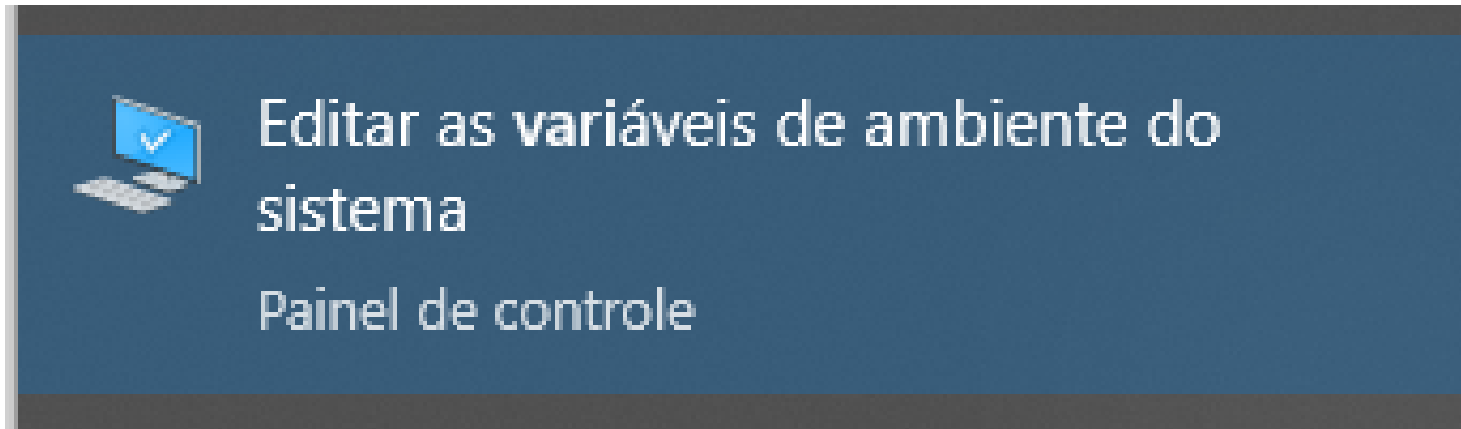 Editar as variáveis de ambiente do
sistema
Painel de controle